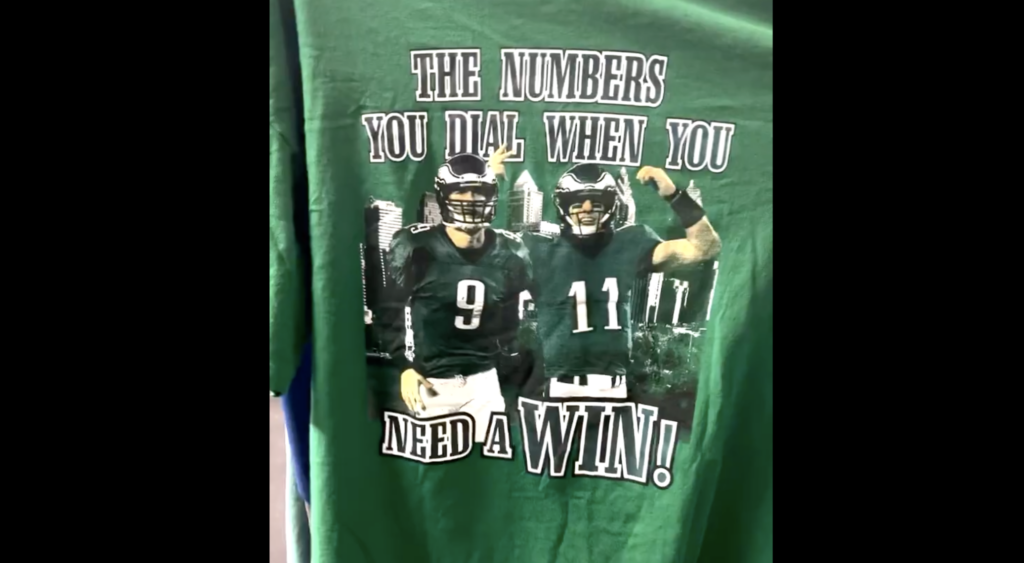 THE NUMBERS
YOU DIAL WHEN YOU
9 11
NEED A WIN!